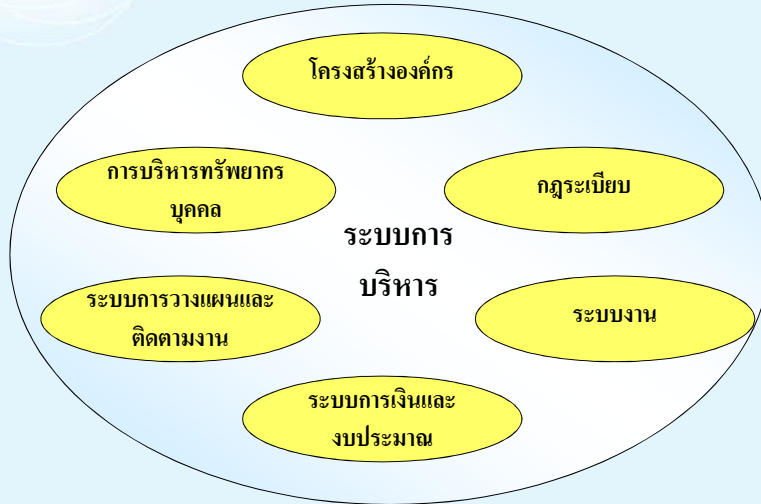 โครงสร้างองค์กร
การบริหารทรัพยากร
บุคคล
กฎระเบียบ
ระบบการ
บริหาร
ระบบการวางแผนและ
ติดตามงาน
ระบบงาน
ระบบการเงินและ
งบประมาณ